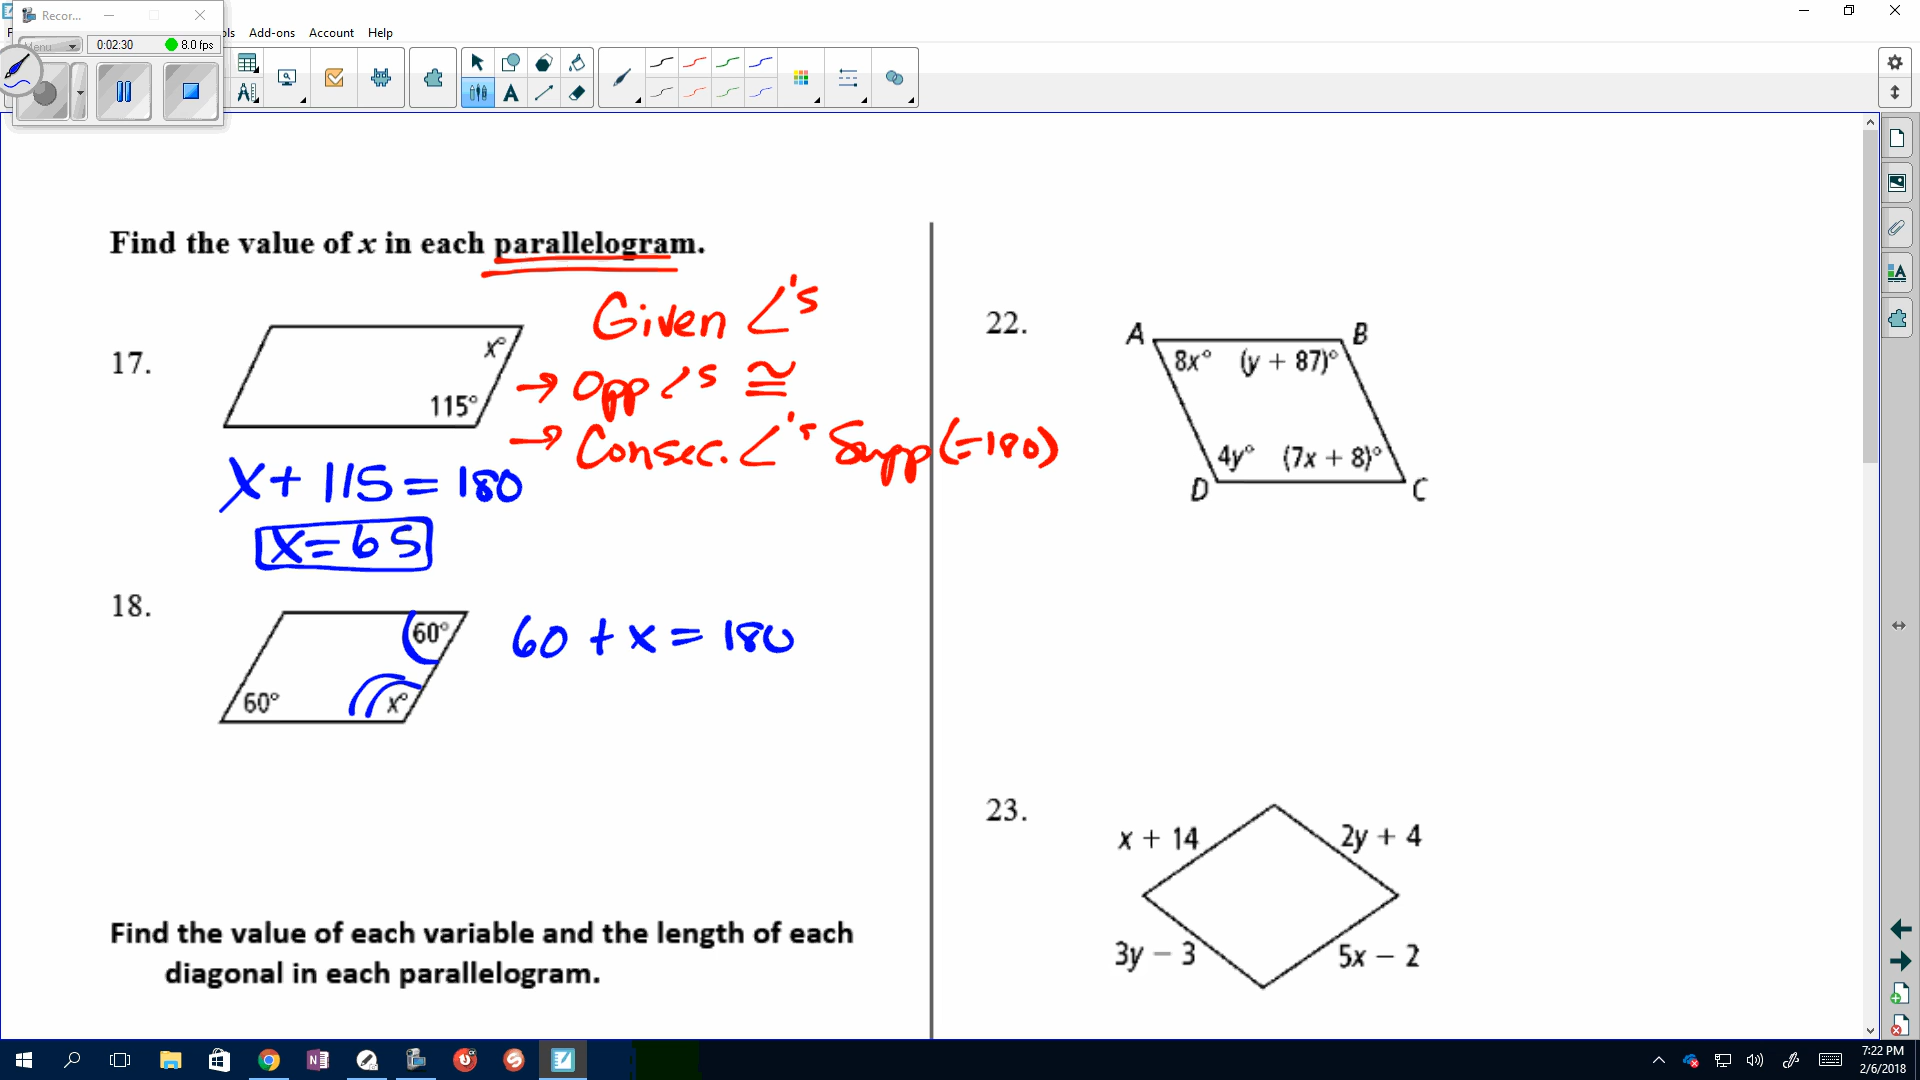 Recor...
Menu
0:02:30
8.0 fps
ols Add-ons Account Help
Find the value of x in each parallelogram.
Given ∠'s
→ Opp ∠s ≅
→ Consec. ∠'s Supp (=180)
17.
x°
115°
x + 115 = 180
x = 65
18.
60°
60°
x°
60 + x = 180
Find the value of each variable and the length of each
diagonal in each parallelogram.
22.
A
B
8x° (y + 87)°
4y° (7x + 8)°
D
C
23.
x + 14
2y + 4
3y − 3
5x − 2
7:22 PM
2/6/2018